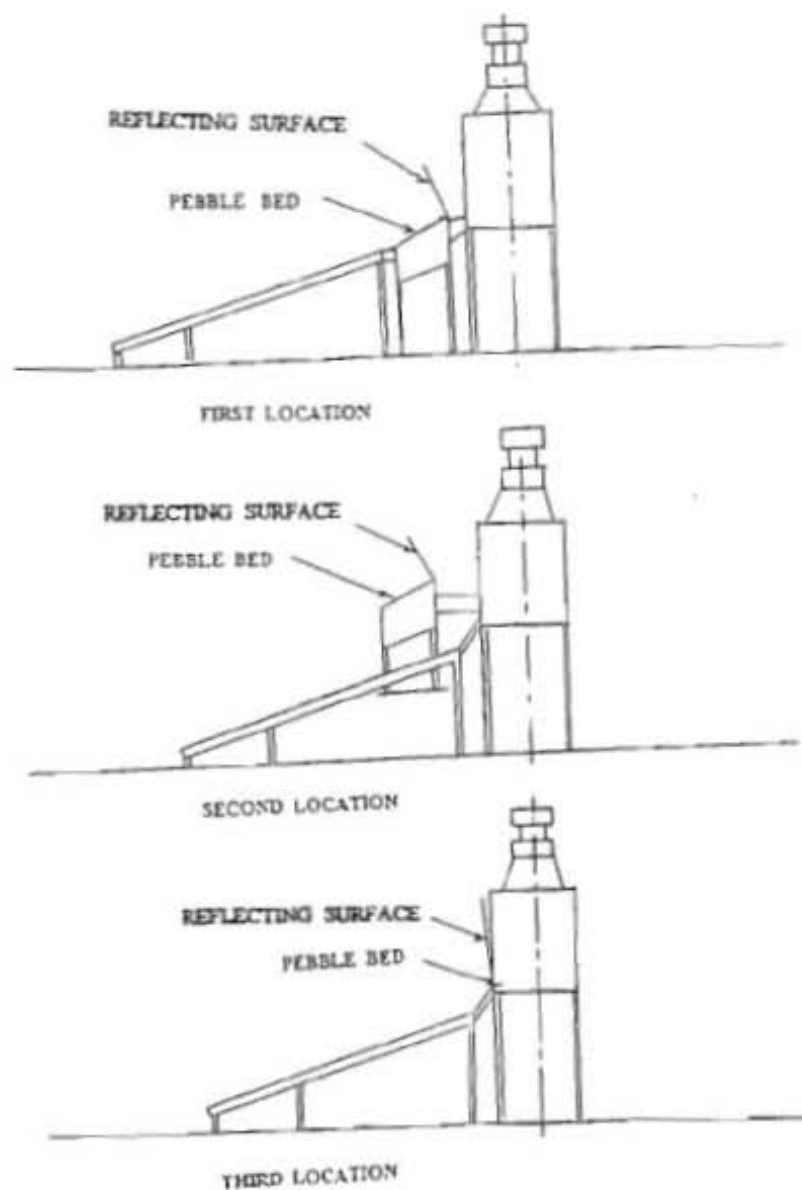 REFLECTING SURFACE
PEBBLE BED
FIRST LOCATION
REFLECTING SURFACE
PEBBLE BED
SECOND LOCATION
REFLECTING SURFACE
PEBBLE BED
THIRD LOCATION